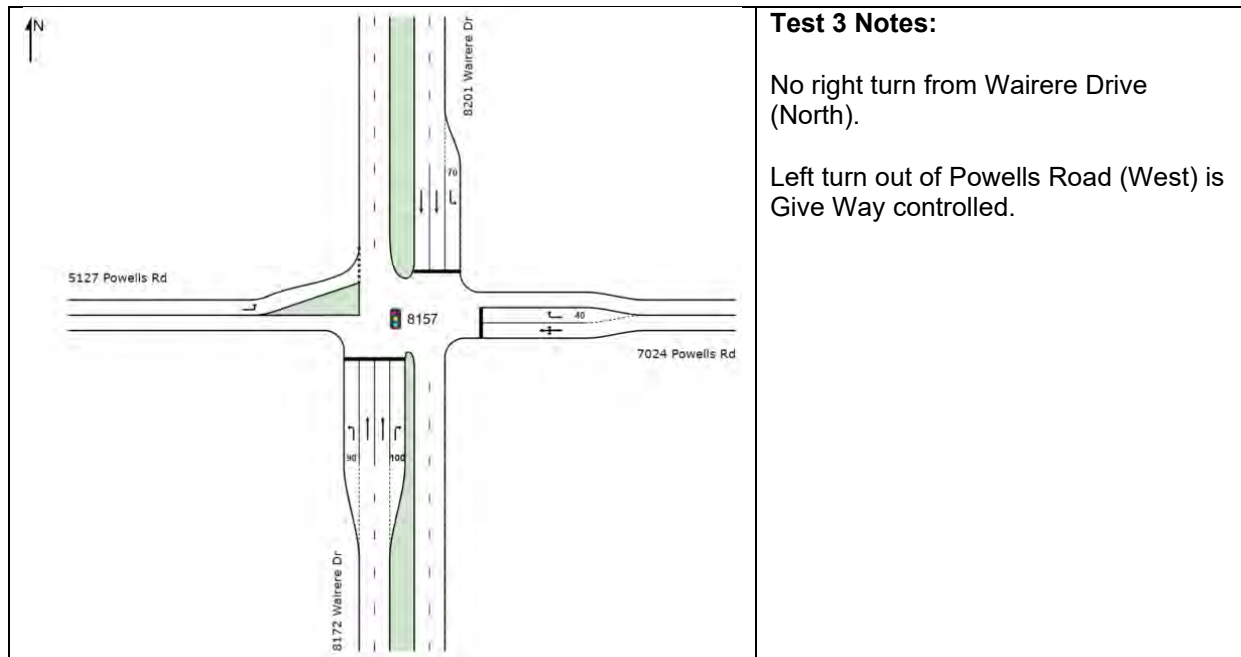 N
8201 Wairere Dr
70
5127 Powells Rd
8157
40
7024 Powells Rd
90
100
8172 Wairere Dr
Test 3 Notes:
No right turn from Wairere Drive
(North).
Left turn out of Powells Road (West) is
Give Way controlled.